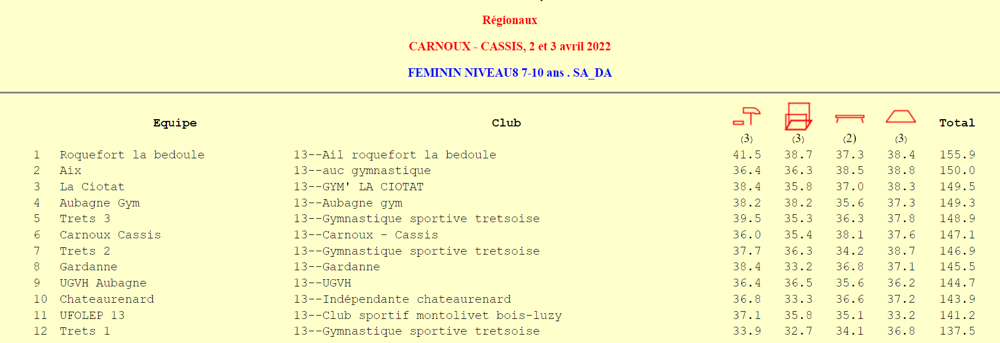 Régionaux
CARNOUX - CASSIS, 2 et 3 avril 2022
FEMININ NIVEAU8 7-10 ans . SA_DA
Equipe Club Total
(3) (3) (2) (3)
1 Roquefort la bedoule 13--Ail roquefort la bedoule 41.5 38.7 37.3 38.4 155.9
2 Aix 13--auc gymnastique 36.4 36.3 38.5 38.8 150.0
3 La Ciotat 13--GYM' LA CIOTAT 38.4 35.8 37.0 38.3 149.5
4 Aubagne Gym 13--Aubagne gym 38.2 38.2 35.6 37.3 149.3
5 Trets 3 13--Gymnastique sportive tretsoise 39.5 35.3 36.3 37.8 148.9
6 Carnoux Cassis 13--Carnoux - Cassis 36.0 35.4 38.1 37.6 147.1
7 Trets 2 13--Gymnastique sportive tretsoise 37.7 36.3 34.2 38.7 146.9
8 Gardanne 13--Gardanne 38.4 33.2 36.8 37.1 145.5
9 UGVH Aubagne 13--UGVH 36.4 36.5 35.6 36.2 144.7
10 Chateaurenard 13--Indépendante chateaurenard 36.8 33.3 36.6 37.2 143.9
11 UFOLEP 13 13--Club sportif montolivet bois-luzy 37.1 35.8 35.1 33.2 141.2
12 Trets 1 13--Gymnastique sportive tretsoise 33.9 32.7 34.1 36.8 137.5